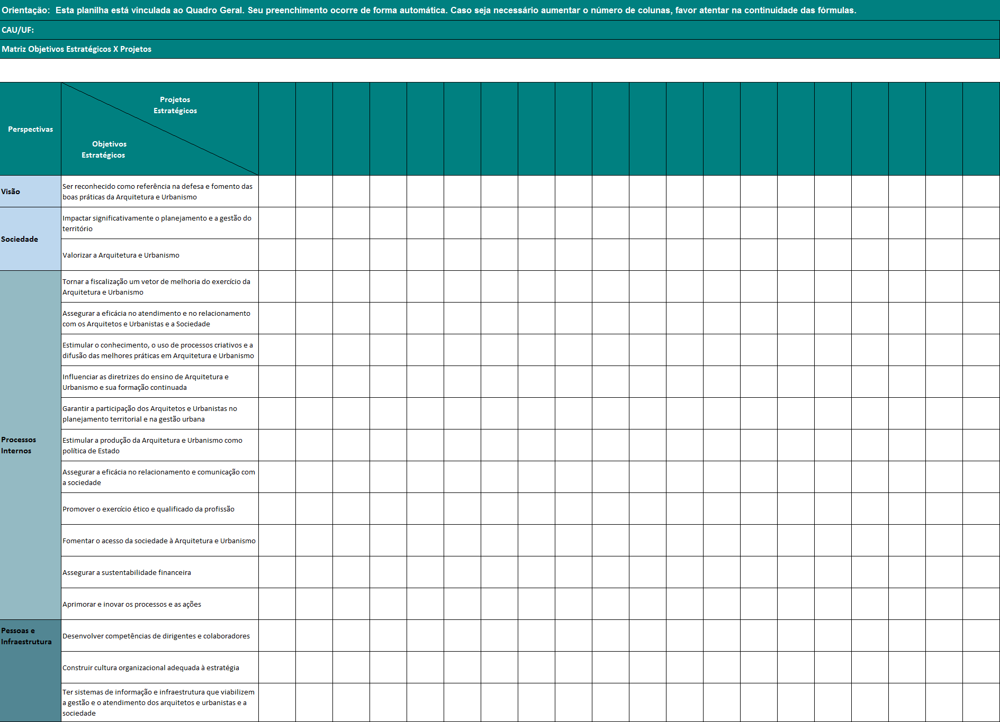 Orientação:  Esta planilha está vinculada ao Quadro Geral. Seu preenchimento ocorre de forma automática. Caso seja necessário aumentar o número de colunas, favor atentar na continuidade das fórmulas.
CAU/UF:
Matriz Objetivos Estratégicos X Projetos
Perspectivas
Projetos
Estratégicos
Objetivos
Estratégicos
Visão
Ser reconhecido como referência na defesa e fomento das
boas práticas da Arquitetura e Urbanismo
Sociedade
Impactar significativamente o planejamento e a gestão do
território
Valorizar a Arquitetura e Urbanismo
Processos
Internos
Tornar a fiscalização um vetor de melhoria do exercício da
Arquitetura e Urbanismo
Assegurar a eficácia no atendimento e no relacionamento
com os Arquitetos e Urbanistas e a Sociedade
Estimular o conhecimento, o uso de processos criativos e a
difusão das melhores práticas em Arquitetura e Urbanismo
Influenciar as diretrizes do ensino de Arquitetura e
Urbanismo e sua formação continuada
Garantir a participação dos Arquitetos e Urbanistas no
planejamento territorial e na gestão urbana
Estimular a produção da Arquitetura e Urbanismo como
política de Estado
Assegurar a eficácia no relacionamento e comunicação com
a sociedade
Promover o exercício ético e qualificado da profissão
Fomentar o acesso da sociedade à Arquitetura e Urbanismo
Assegurar a sustentabilidade financeira
Aprimorar e inovar os processos e as ações
Pessoas e
Infraestrutura
Desenvolver competências de dirigentes e colaboradores
Construir cultura organizacional adequada à estratégia
Ter sistemas de informação e infraestrutura que viabilizem
a gestão e o atendimento dos arquitetos e urbanistas e a
sociedade